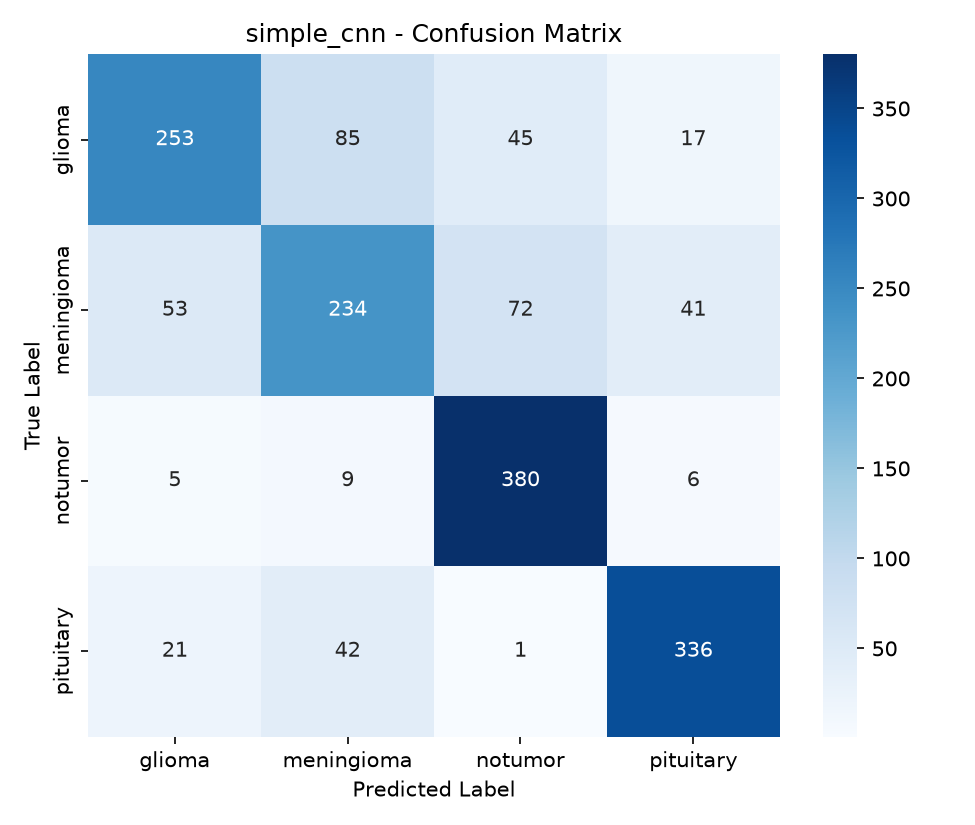 simple_cnn - Confusion Matrix
True Label
glioma 253 85 45 17
meningioma 53 234 72 41
notumor 5 9 380 6
pituitary 21 42 1 336
glioma meningioma notumor pituitary
Predicted Label
350
300
250
200
150
100
50